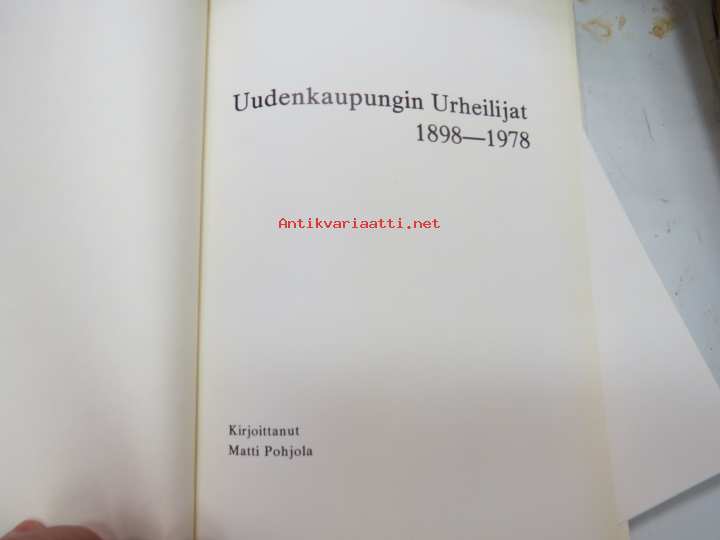 Uudenkaupungin Urheilijat
1898—1978
Antikvariaatti.net
Kirjoittanut
Matti Pohjola